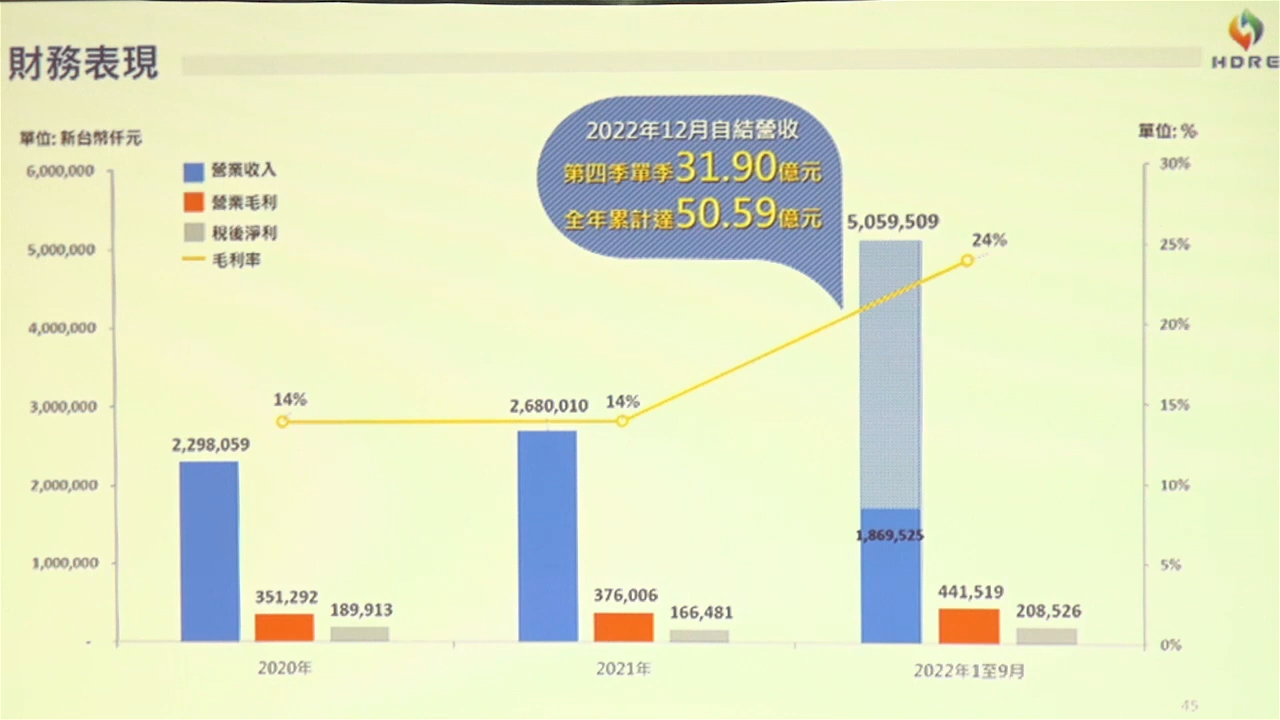 財務表現
HDRE
單位: 新台幣仟元
單位: %
營業收入
營業毛利
稅後淨利
毛利率
2022年12月自結營收
第四季單季31.90億元
全年累計達50.59億元
6,000,000
5,000,000
4,000,000
3,000,000
2,000,000
1,000,000
-
30%
25%
20%
15%
10%
5%
0%
14%
14%
24%
2,298,059
351,292
189,913
2,680,010
376,006
166,481
5,059,509
1,869,525
441,519
208,526
2020年
2021年
2022年1至9月
45